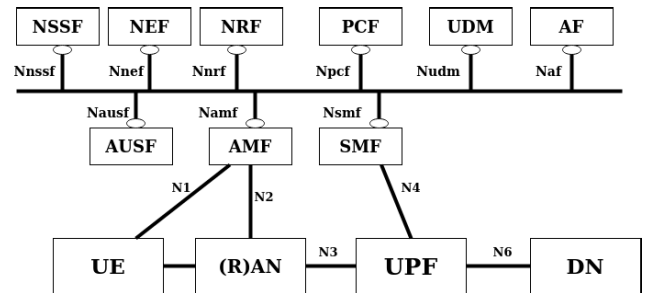 NSSF NEF NRF PCF UDM AF
Nnssf Nnef Nnrf Npcf Nudm Naf
Nausf Namf Nsmf
AUSF AMF SMF
N1 N2 N4
N3 N6
UE (R)AN UPF DN